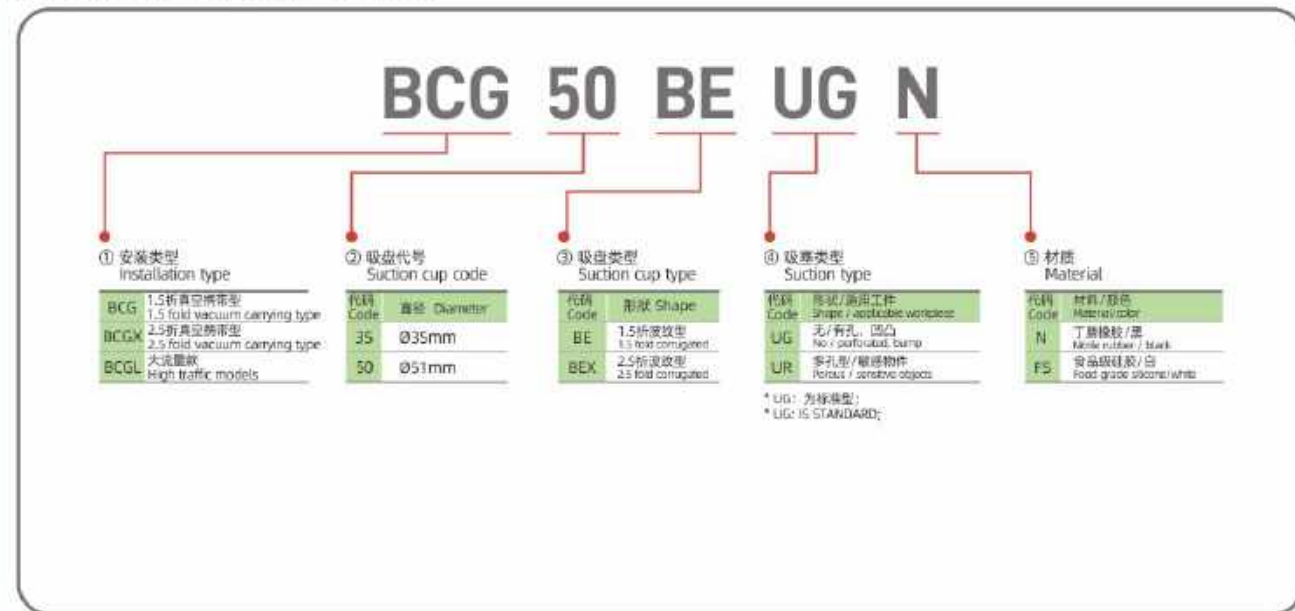 BCG 50 BE UG N
① 安装类型
Installation type
BCG 1.5折真空携带型
1.5 fold vacuum carrying type
BCGX 2.5折真空携带型
2.5 fold vacuum carrying type
BCGL 大流量款
High traffic models
② 吸盘代号
Suction cup code
代码 直径 Diameter
Code
35 Ø35mm
50 Ø51mm
③ 吸盘类型
Suction cup type
代码 形状 Shape
Code
BE 1.5折波纹型
1.5 fold corrugated
BEX 2.5折波纹型
2.5 fold corrugated
④ 吸塞类型
Suction type
代码 形状/适用工件
Code Shape / applicable workpiece
UG 无/有孔、凹凸
No / perforated, bump
UR 多孔型/敏感物件
Porous / sensitive objects
* UG: 为标准型;
* UG: IS STANDARD;
⑤ 材质
Material
代码 材料/颜色
Code Material/color
N 丁腈橡胶/黑
Nitrile rubber / black
FS 食品级硅胶/白
Food grade silicone/white